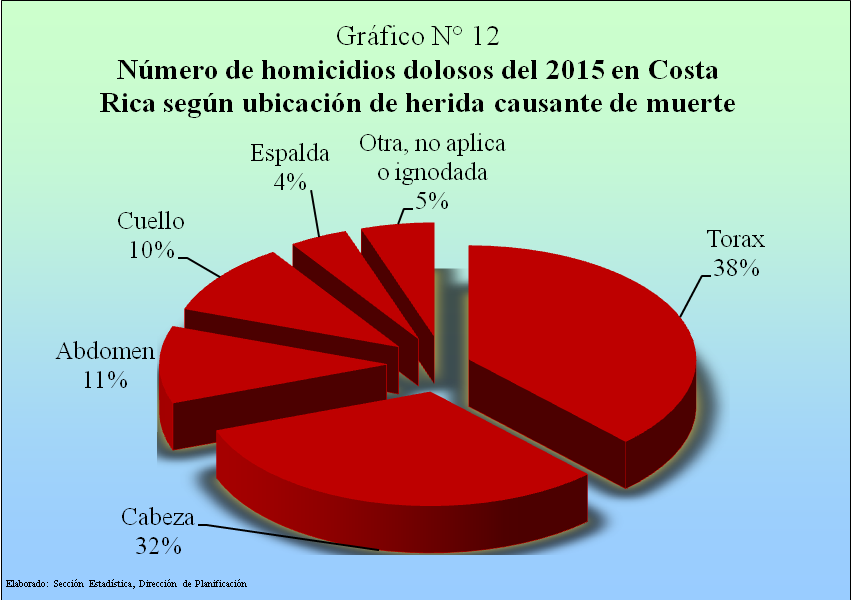 Gráfico N° 12
Número de homicidios dolosos del 2015 en Costa
Rica según ubicación de herida causante de muerte
Otra, no aplica
o ignodada
5%
Espalda
4%
Cuello
10%
Torax
38%
Abdomen
11%
Cabeza
32%
Elaborado: Sección Estadística, Dirección de Planificación